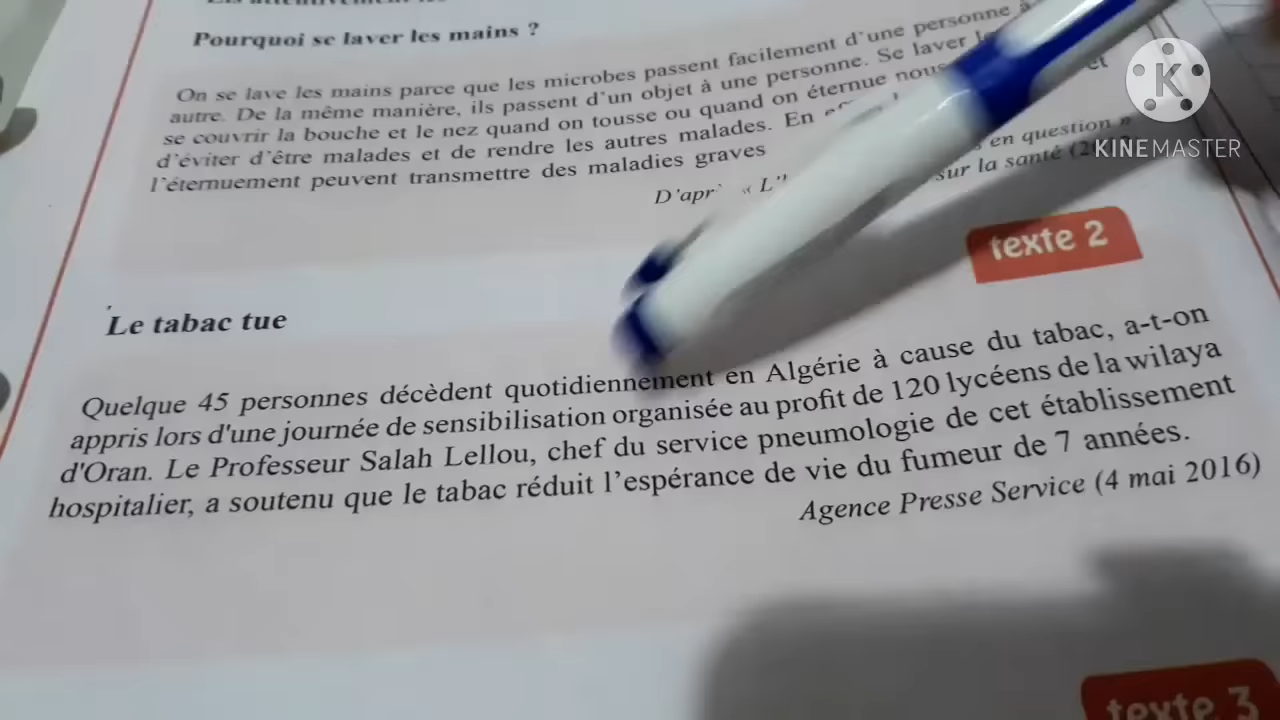 Pourquoi se laver les mains ?
On se lave les mains parce que les microbes passent facilement d'une personne à
autre. De la même manière, ils passent d'un objet à une personne. Se laver
se couvrir la bouche et le nez quand on tousse ou quand on éternue nous et
d'éviter d'être malades et de rendre les autres malades. En
l'éternuement peuvent transmettre des maladies graves
en question »
D'apr « L' sur la santé
texte 2
Le tabac tue
Quelque 45 personnes décèdent quotidiennement en Algérie à cause du tabac, a-t-on
appris lors d'une journée de sensibilisation organisée au profit de 120 lycéens de la wilaya
d'Oran. Le Professeur Salah Lellou, chef du service pneumologie de cet établissement
hospitalier, a soutenu que le tabac réduit l'espérance de vie du fumeur de 7 années.
Agence Presse Service (4 mai 2016)
texte 3
K
KINEMASTER